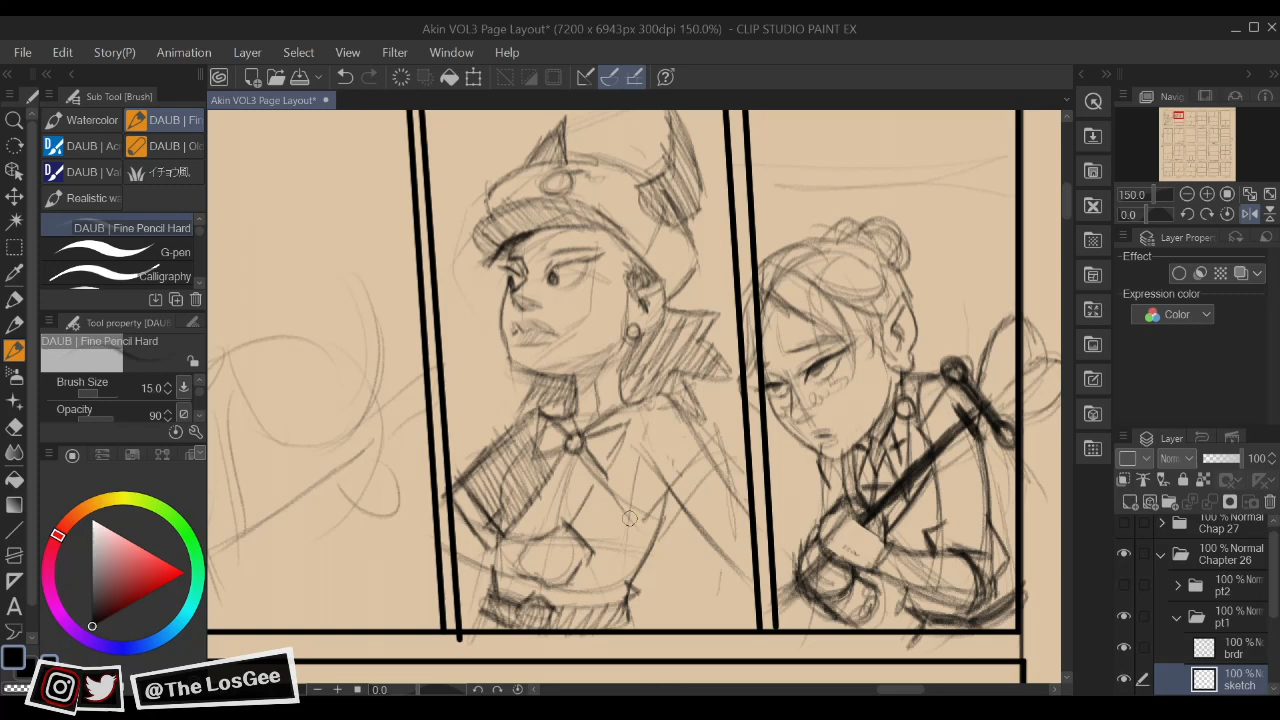 Akin VOL3 Page Layout* (7200 x 6943px 300dpi 150.0%) - CLIP STUDIO PAINT EX
File Edit Story(P) Animation Layer Select View Filter Window Help
Sub Tool [Brush]
Akin VOL3 Page Layout*
Navi
Watercolor
DAUB | Fin
DAUB | Ac
DAUB | Ol
DAUB | Va
イチョウ風
Realistic wa
DAUB | Fine Pencil Hard
G-pen
Calligraphy
Tool property [DAUB
DAUB | Fine Pencil Hard
Brush Size 15.0
Opacity 90
150.0
0.0
Layer Prope
Effect
Expression color
Color
Layer
Norm 100
100 % Normal
Chap 27
100 % Normal
Chapter 26
100 % N
pt2
100 % N
pt1
100 % N
brdr
100 % N
sketch
@The LosGee
0.0